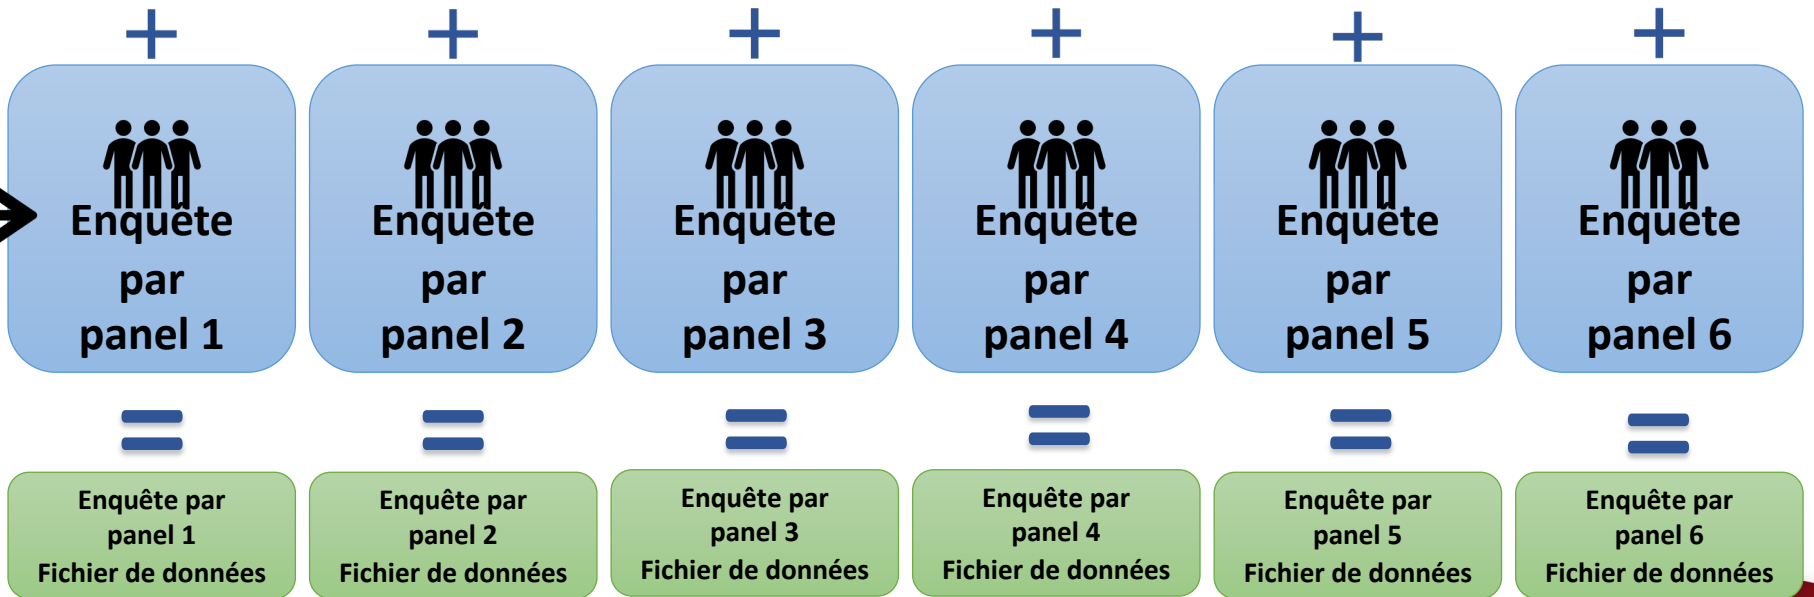 + + + + + +
Enquête
par
panel 1
Enquête
par
panel 2
Enquête
par
panel 3
Enquête
par
panel 4
Enquête
par
panel 5
Enquête
par
panel 6
= = = = = =
Enquête par
panel 1
Fichier de données
Enquête par
panel 2
Fichier de données
Enquête par
panel 3
Fichier de données
Enquête par
panel 4
Fichier de données
Enquête par
panel 5
Fichier de données
Enquête par
panel 6
Fichier de données